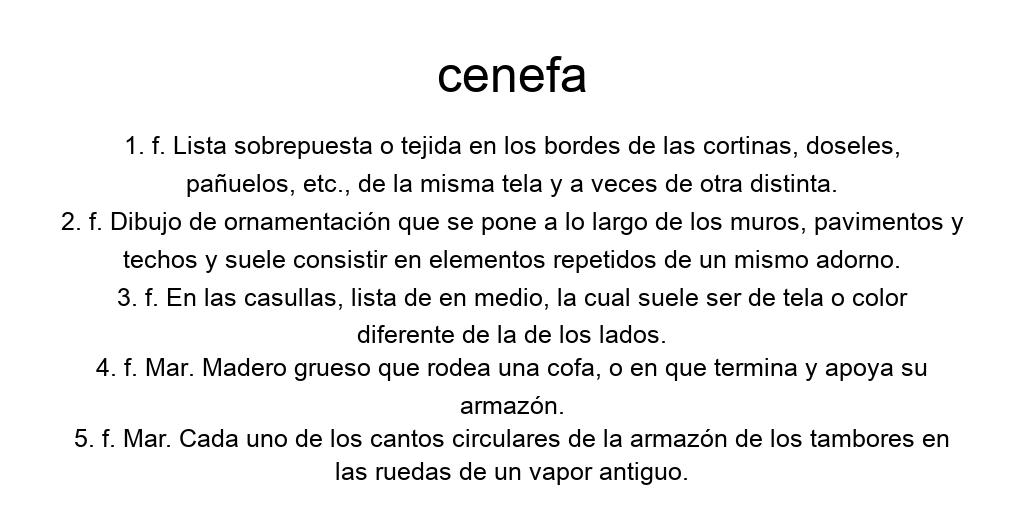 cenefa
1. f. Lista sobrepuesta o tejida en los bordes de las cortinas, doseles,
pañuelos, etc., de la misma tela y a veces de otra distinta.
2. f. Dibujo de ornamentación que se pone a lo largo de los muros, pavimentos y
techos y suele consistir en elementos repetidos de un mismo adorno.
3. f. En las casullas, lista de en medio, la cual suele ser de tela o color
diferente de la de los lados.
4. f. Mar. Madero grueso que rodea una cofa, o en que termina y apoya su
armazón.
5. f. Mar. Cada uno de los cantos circulares de la armazón de los tambores en
las ruedas de un vapor antiguo.